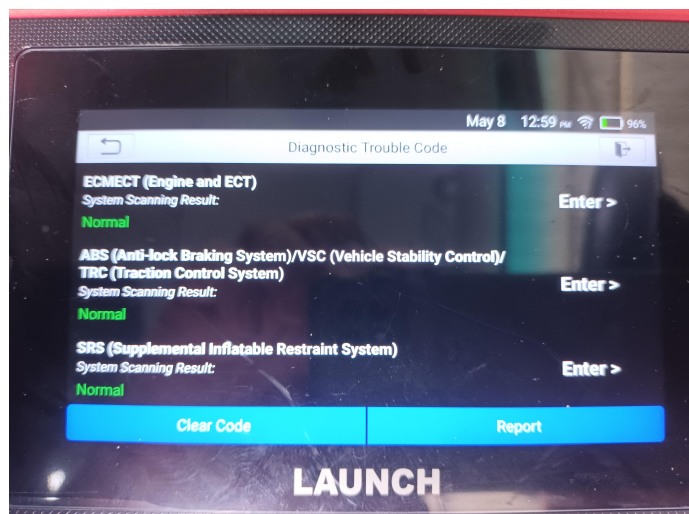 May 8 12:59 PM 96%
Diagnostic Trouble Code
ECMECT (Engine and ECT)
System Scanning Result:
Enter >
Normal
ABS (Anti-lock Braking System)/VSC (Vehicle Stability Control)/
TRC (Traction Control System)
System Scanning Result:
Enter >
Normal
SRS (Supplemental Inflatable Restraint System)
System Scanning Result:
Enter >
Normal
Clear Code Report
LAUNCH